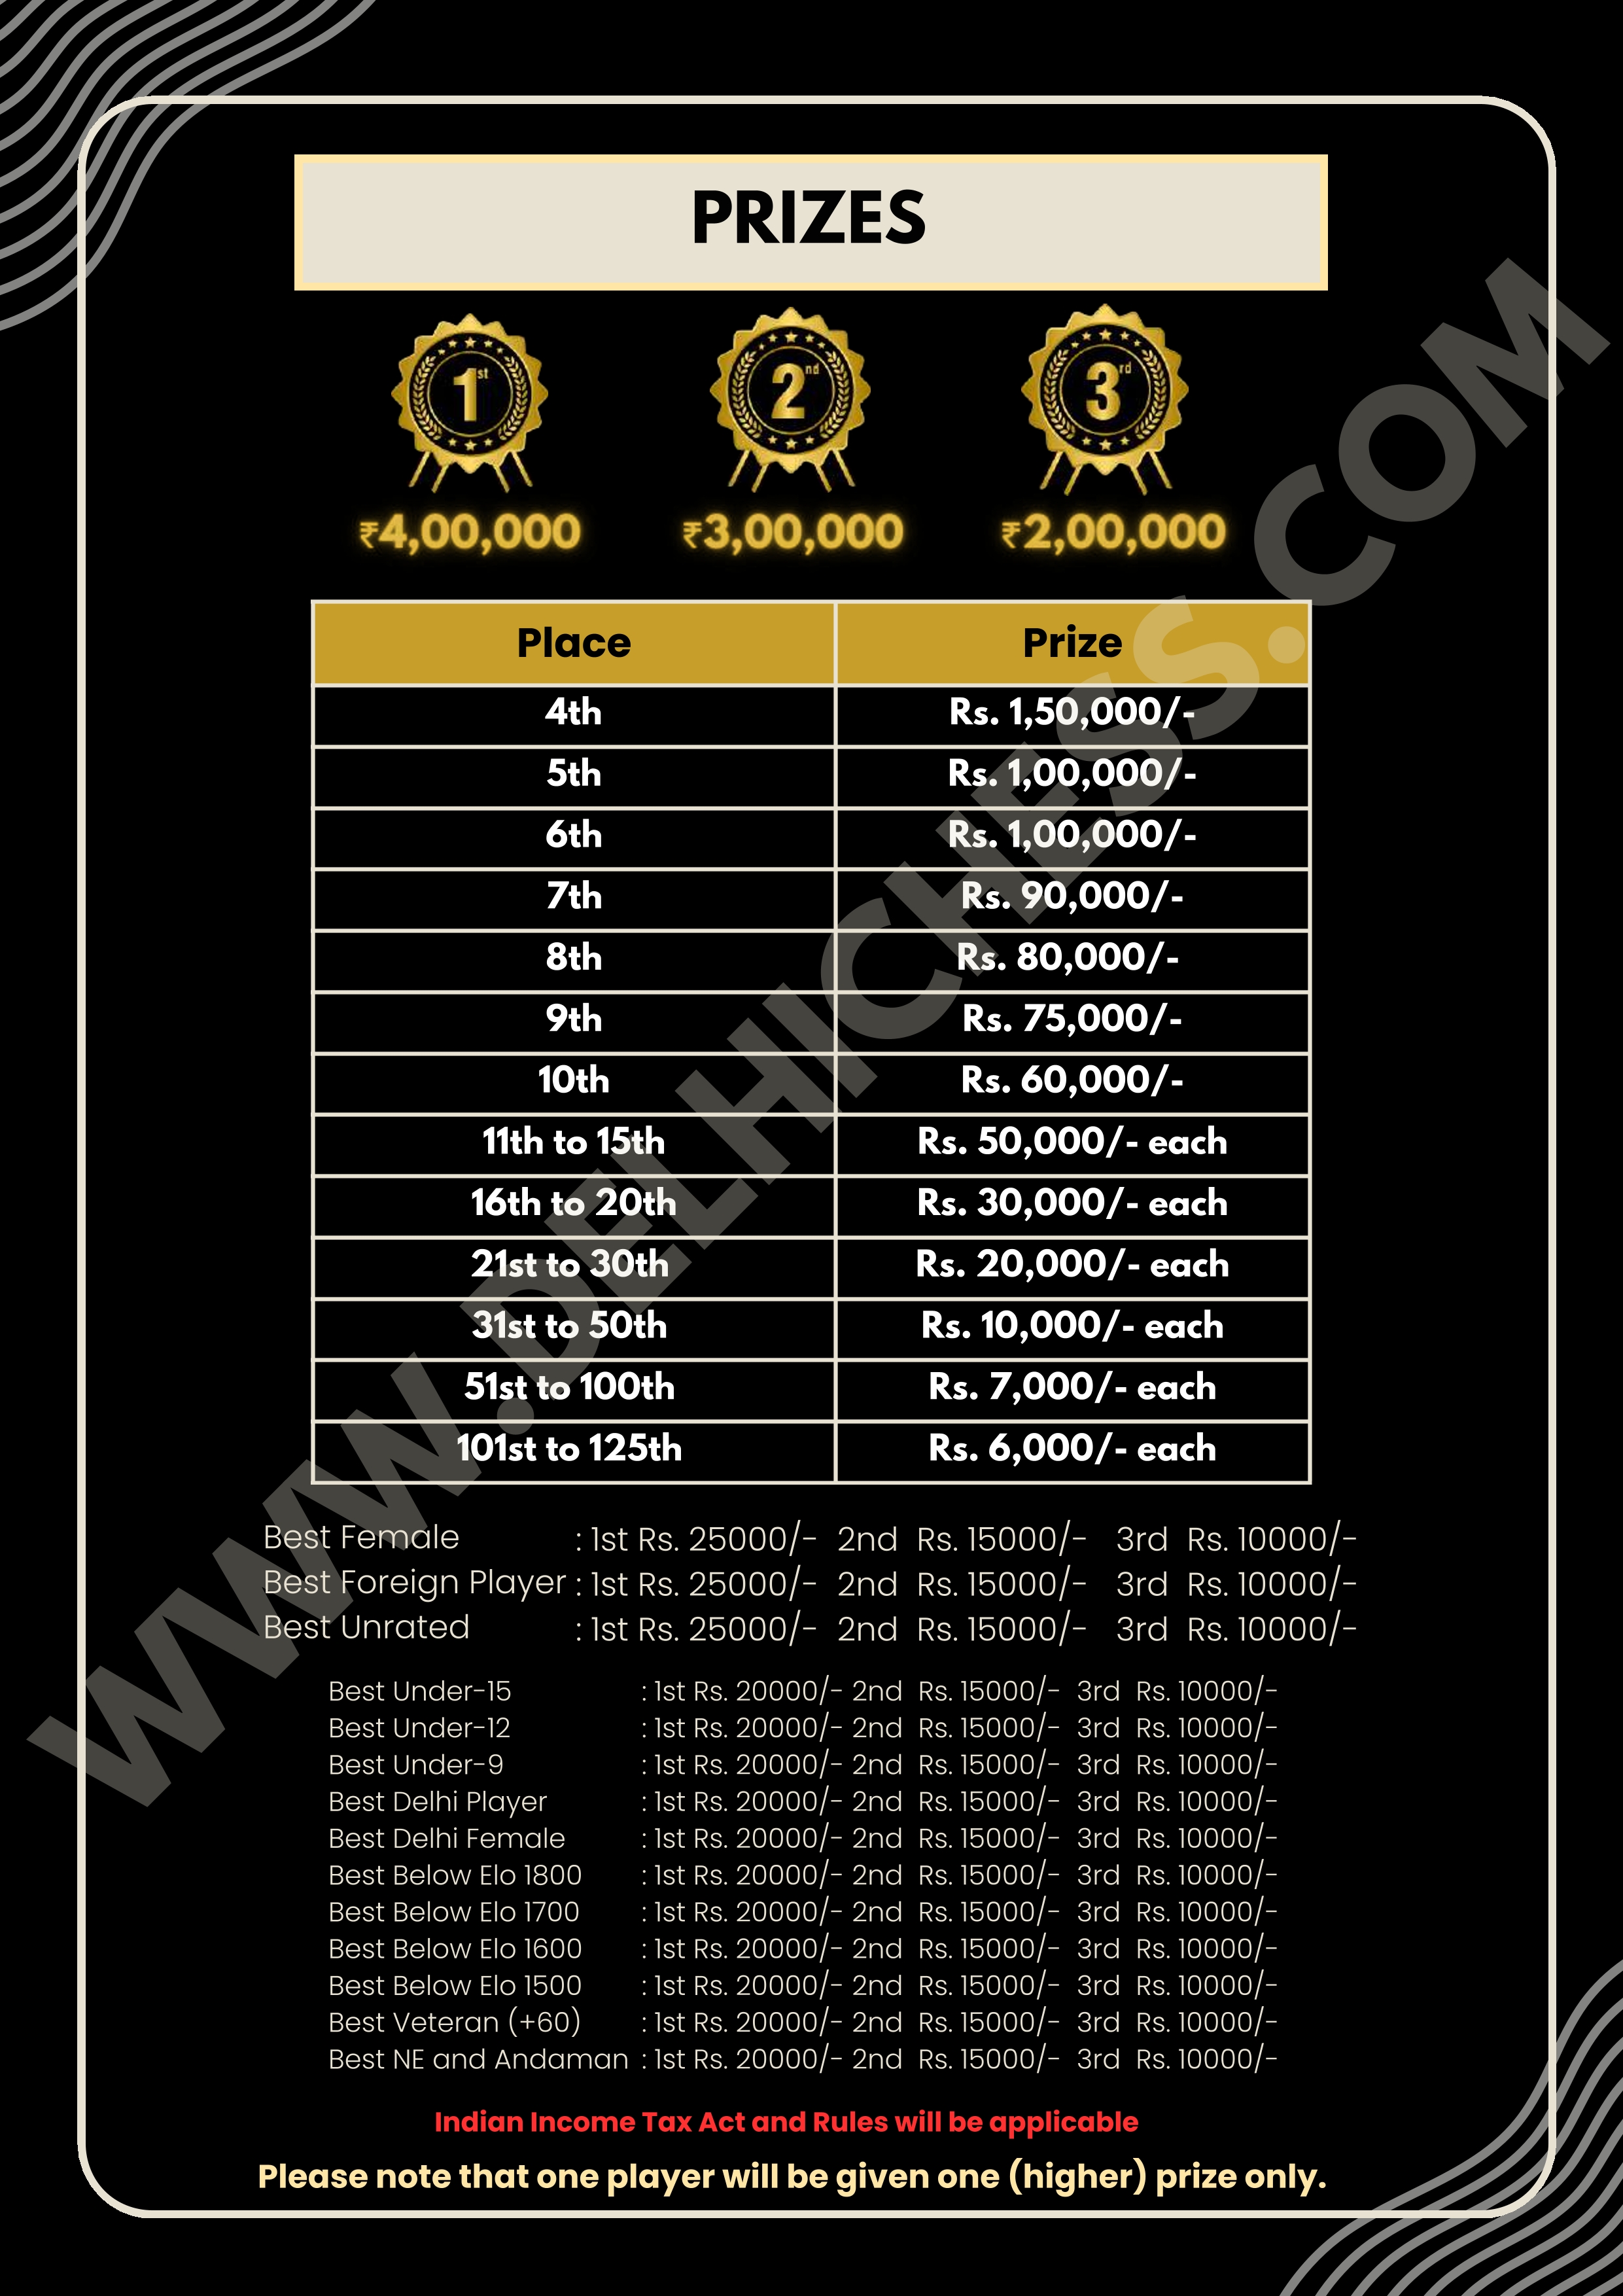 PRIZES
1st 2nd 3rd
₹4,00,000 ₹3,00,000 ₹2,00,000
Place Prize
4th Rs. 1,50,000/-
5th Rs. 1,00,000/-
6th Rs. 1,00,000/-
7th Rs. 90,000/-
8th Rs. 80,000/-
9th Rs. 75,000/-
10th Rs. 60,000/-
11th to 15th Rs. 50,000/- each
16th to 20th Rs. 30,000/- each
21st to 30th Rs. 20,000/- each
31st to 50th Rs. 10,000/- each
51st to 100th Rs. 7,000/- each
101st to 125th Rs. 6,000/- each
Best Female : 1st Rs. 25000/- 2nd Rs. 15000/- 3rd Rs. 10000/-
Best Foreign Player : 1st Rs. 25000/- 2nd Rs. 15000/- 3rd Rs. 10000/-
Best Unrated : 1st Rs. 25000/- 2nd Rs. 15000/- 3rd Rs. 10000/-
Best Under-15 : 1st Rs. 20000/- 2nd Rs. 15000/- 3rd Rs. 10000/-
Best Under-12 : 1st Rs. 20000/- 2nd Rs. 15000/- 3rd Rs. 10000/-
Best Under-9 : 1st Rs. 20000/- 2nd Rs. 15000/- 3rd Rs. 10000/-
Best Delhi Player : 1st Rs. 20000/- 2nd Rs. 15000/- 3rd Rs. 10000/-
Best Delhi Female : 1st Rs. 20000/- 2nd Rs. 15000/- 3rd Rs. 10000/-
Best Below Elo 1800 : 1st Rs. 20000/- 2nd Rs. 15000/- 3rd Rs. 10000/-
Best Below Elo 1700 : 1st Rs. 20000/- 2nd Rs. 15000/- 3rd Rs. 10000/-
Best Below Elo 1600 : 1st Rs. 20000/- 2nd Rs. 15000/- 3rd Rs. 10000/-
Best Below Elo 1500 : 1st Rs. 20000/- 2nd Rs. 15000/- 3rd Rs. 10000/-
Best Veteran (+60) : 1st Rs. 20000/- 2nd Rs. 15000/- 3rd Rs. 10000/-
Best NE and Andaman : 1st Rs. 20000/- 2nd Rs. 15000/- 3rd Rs. 10000/-
Indian Income Tax Act and Rules will be applicable
Please note that one player will be given one (higher) prize only.
WWW.DELHICHESS.COM